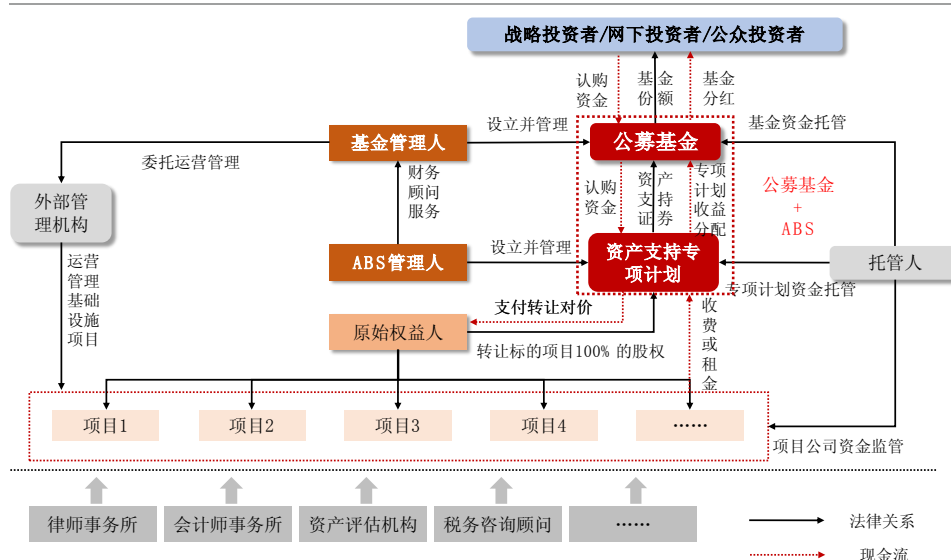 战略投资者/网下投资者/公众投资者
认购
资金
基金
份额
基金
分红
设立并管理
基金资金托管
基金管理人
公募基金
委托运营管理
财务
顾问
服务
认购
资金
资产
支持
证券
专项
计划
收益
分配
公募基金
+
ABS
外部管
理机构
设立并管理
ABS管理人
资产支持专
项计划
托管人
运营
管理
基础
设施
项目
专项计划资金托管
支付转让对价
收
费
或
租
金
原始权益人
转让标的项目100% 的股权
项目1
项目2
项目3
项目4
……
项目公司资金监管
律师事务所
会计师事务所
资产评估机构
税务咨询顾问
……
法律关系
现金流